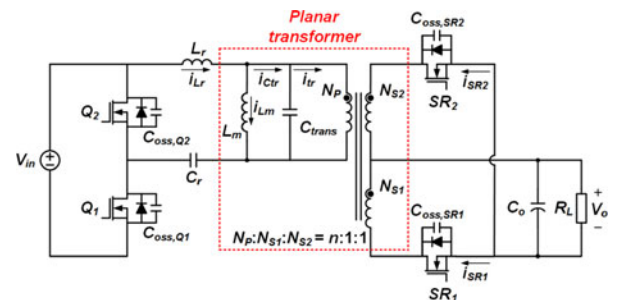 Planar
transformer
C_oss,SR2
L_r
i_Lr
i_Ctr
i_tr
N_P
N_S2
SR_2
i_SR2
Q_2
C_oss,Q2
i_Lm
L_m
C_trans
V_in
C_r
N_S1
Q_1
C_oss,Q1
C_oss,SR1
C_o
R_L
+
V_o
−
N_P:N_S1:N_S2 = n:1:1
i_SR1
SR_1